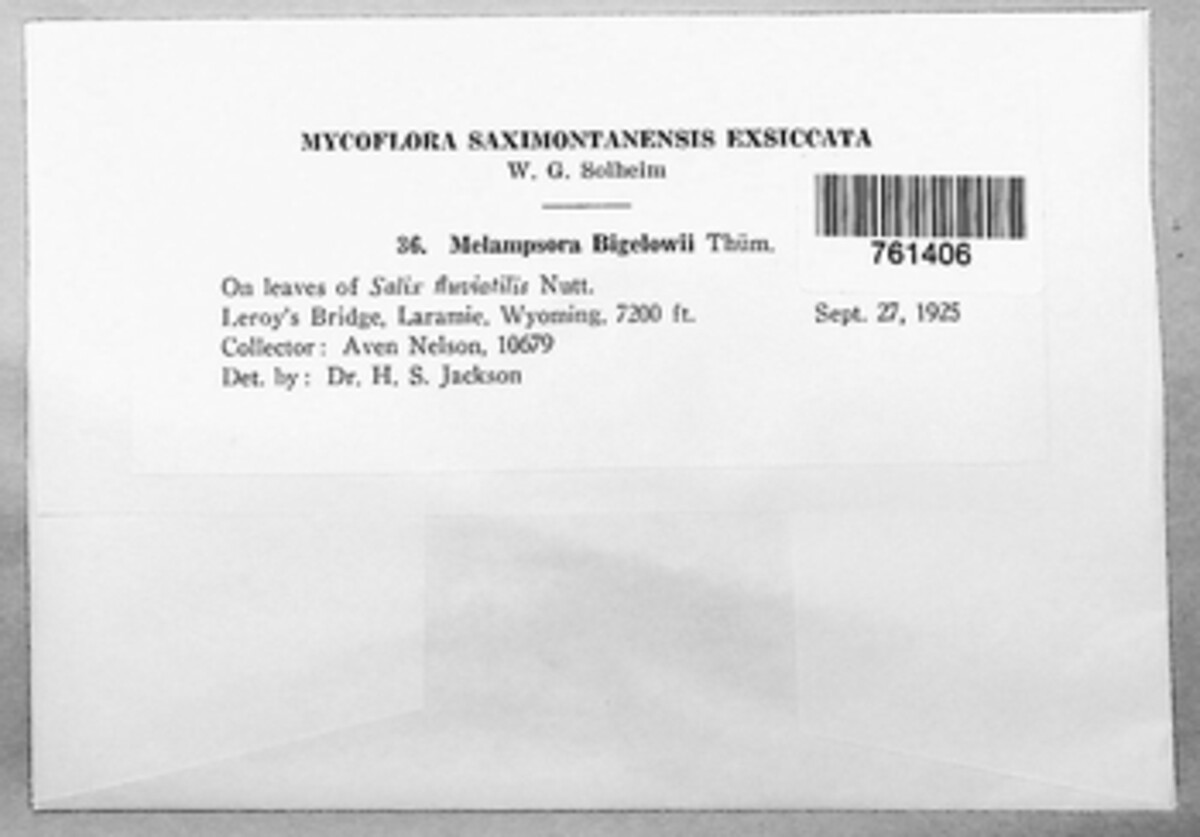 MYCOFLORA SAXIMONTANENSIS EXSICCATA
W. G. Solheim
36. Melampsora Bigelowii Thüm.
761406
On leaves of Salix fluviatilis Nutt.
Leroy's Bridge, Laramie, Wyoming, 7200 ft. Sept. 27, 1925
Collector: Aven Nelson, 10679
Det. by: Dr. H. S. Jackson